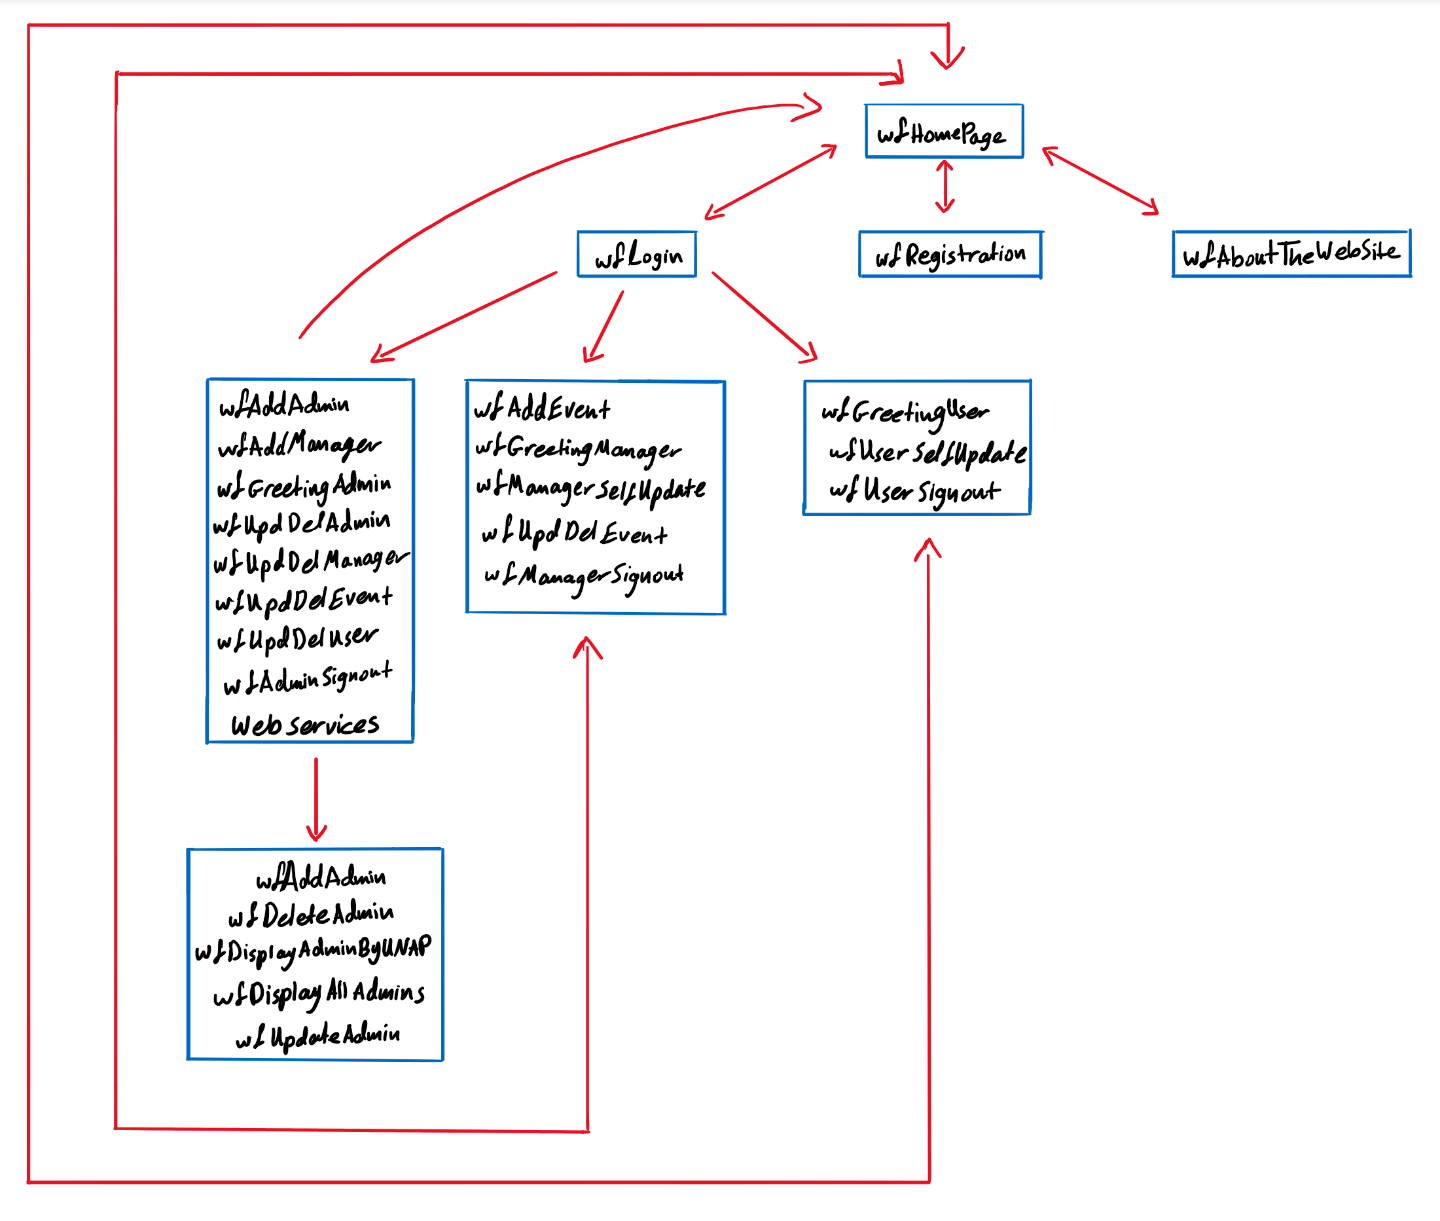 wfHomePage
wfLogin
wfRegistration
wfAboutTheWebSite
wfAddAdmin
wfAddManager
wfGreetingAdmin
wfUpdDelAdmin
wfUpdDelManager
wfUpdDelEvent
wfUpdDelUser
wfAdminSignout
Web services
wfAddEvent
wfGreetingManager
wfManagerSelfUpdate
wfUpdDelEvent
wfManagerSignout
wfGreetingUser
wfUserSelfUpdate
wfUserSignout
wfAddAdmin
wfDeleteAdmin
wfDisplayAdminByUNAP
wfDisplayAllAdmins
wfUpdateAdmin